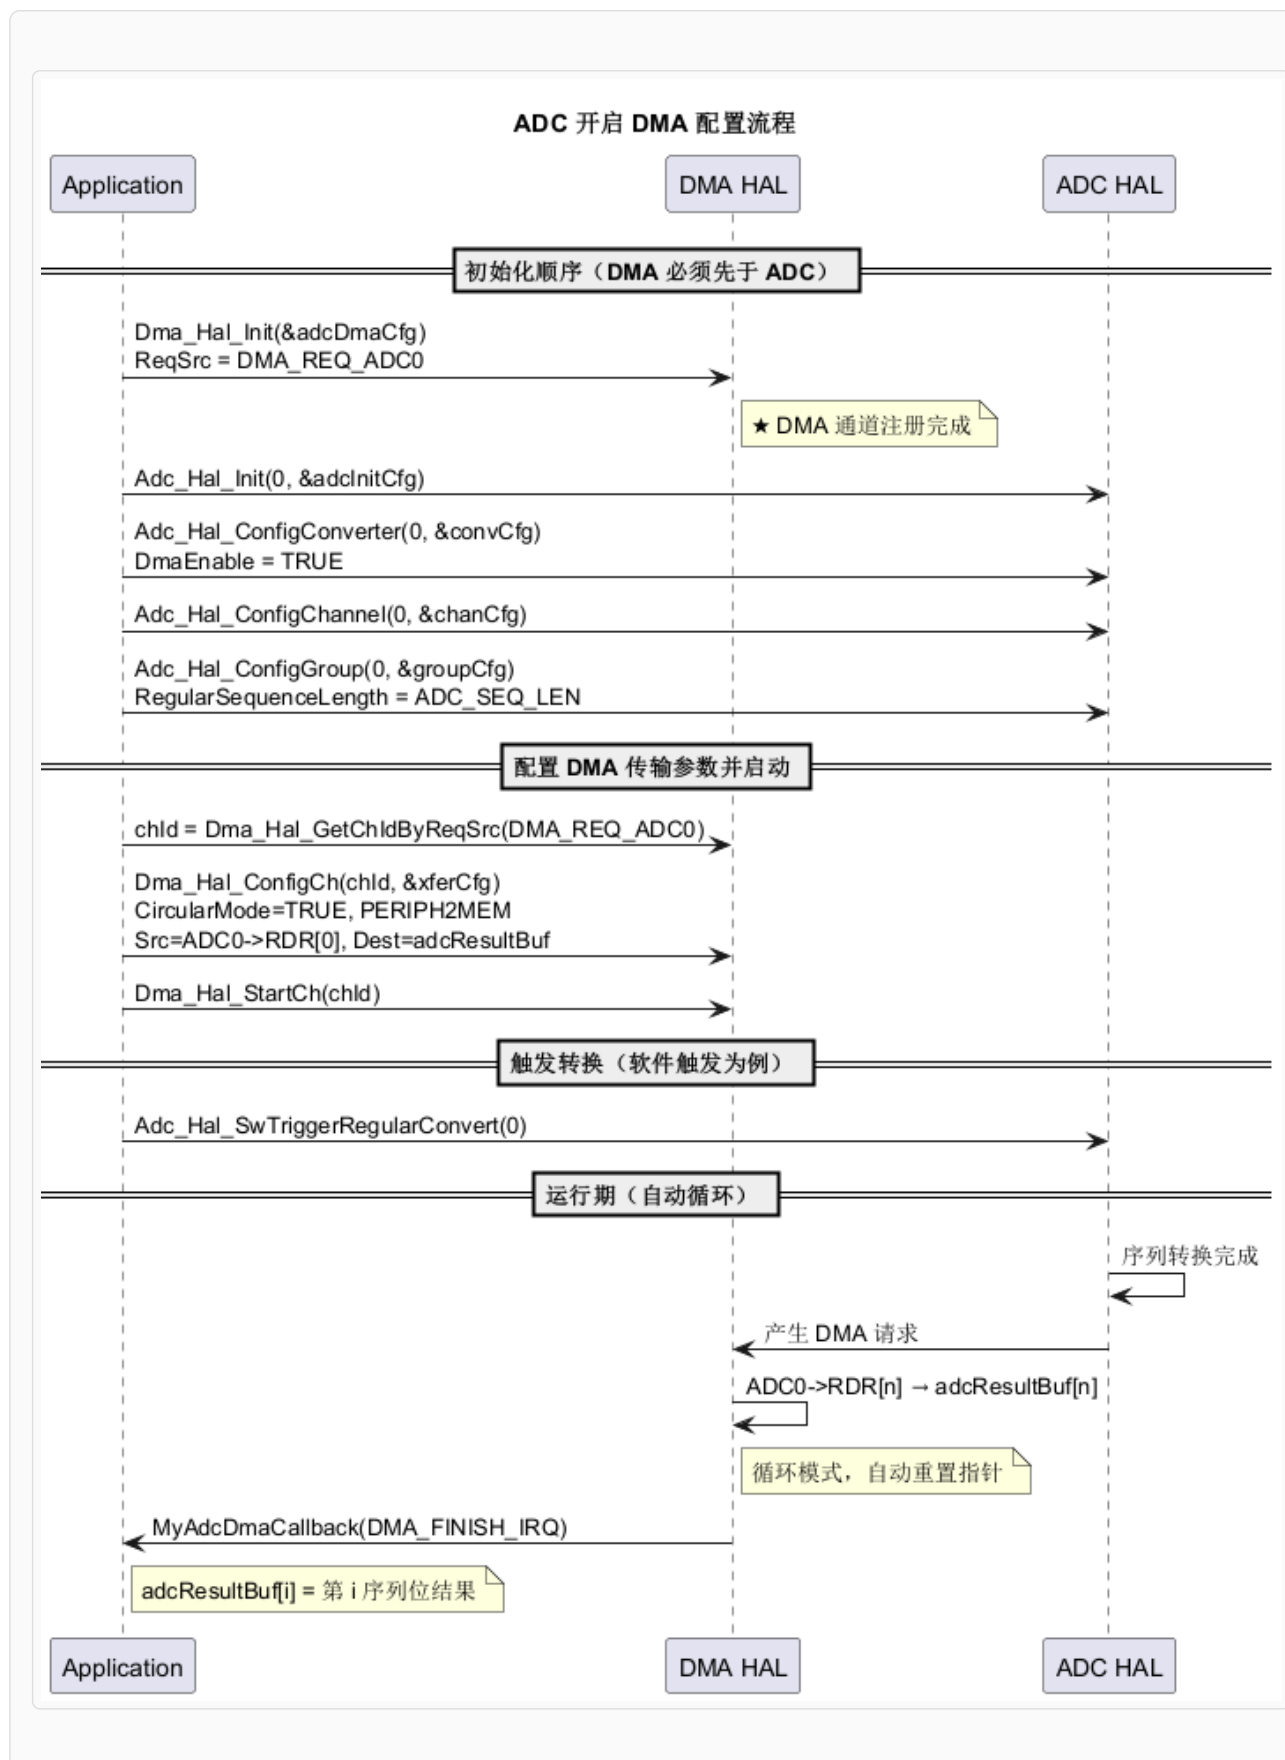 ADC 开启 DMA 配置流程
Application
DMA HAL
ADC HAL
初始化顺序（DMA 必须先于 ADC）
Dma_Hal_Init(&adcDmaCfg)
ReqSrc = DMA_REQ_ADC0
★ DMA 通道注册完成
Adc_Hal_Init(0, &adcInitCfg)
Adc_Hal_ConfigConverter(0, &convCfg)
DmaEnable = TRUE
Adc_Hal_ConfigChannel(0, &chanCfg)
Adc_Hal_ConfigGroup(0, &groupCfg)
RegularSequenceLength = ADC_SEQ_LEN
配置 DMA 传输参数并启动
chId = Dma_Hal_GetChIdByReqSrc(DMA_REQ_ADC0)
Dma_Hal_ConfigCh(chId, &xferCfg)
CircularMode=TRUE, PERIPH2MEM
Src=ADC0->RDR[0], Dest=adcResultBuf
Dma_Hal_StartCh(chId)
触发转换（软件触发为例）
Adc_Hal_SwTriggerRegularConvert(0)
运行期（自动循环）
序列转换完成
产生 DMA 请求
ADC0->RDR[n] → adcResultBuf[n]
循环模式，自动重置指针
MyAdcDmaCallback(DMA_FINISH_IRQ)
adcResultBuf[i] = 第 i 序列位结果
Application
DMA HAL
ADC HAL